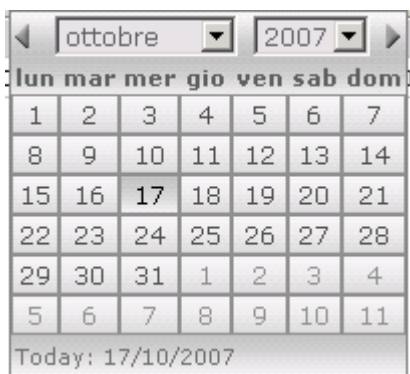 ottobre 2007
lun mar mer gio ven sab dom
1 2 3 4 5 6 7
8 9 10 11 12 13 14
15 16 17 18 19 20 21
22 23 24 25 26 27 28
29 30 31 1 2 3 4
5 6 7 8 9 10 11
Today: 17/10/2007